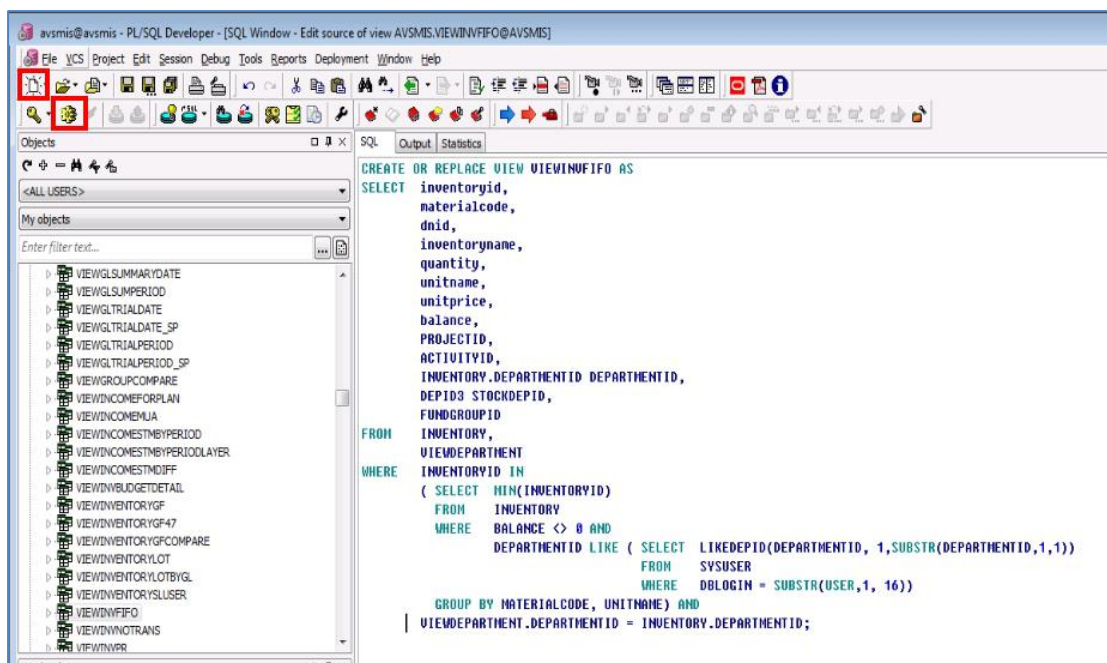 avsmis@avsmis - PL/SQL Developer - [SQL Window - Edit source of view AVSMIS.VIEWINVFIFO@AVSMIS]
File VCS Project Edit Session Debug Tools Reports Deployment Window Help
Objects
SQL Output Statistics
<ALL USERS>
My objects
Enter filter text...
VIEWGLSUMMARYDATE
VIEWGLSUMPERIOD
VIEWGLTRIALDATE
VIEWGLTRIALDATE_SP
VIEWGLTRIALPERIOD
VIEWGLTRIALPERIOD_SP
VIEWGROUPCOMPARE
VIEWINCOMEFORPLAN
VIEWINCOMEMUA
VIEWINCOMESTMBYPERIOD
VIEWINCOMESTMBYPERIODLAYER
VIEWINCOMESTMDIFF
VIEWINVBUDGETDETAIL
VIEWINVENTORYGF
VIEWINVENTORYGF47
VIEWINVENTORYGFCOMPARE
VIEWINVENTORYLOT
VIEWINVENTORYLOTBYGL
VIEWINVENTORYSLUSER
VIEWINVFIFO
VIEWINVNOTRANS
VIEWINVPR
CREATE OR REPLACE VIEW VIEWINVFIFO AS
SELECT inventoryid,
materialcode,
dnid,
inventoryname,
quantity,
unitname,
unitprice,
balance,
PROJECTID,
ACTIVITYID,
INVENTORY.DEPARTMENTID DEPARTMENTID,
DEPID3 STOCKDEPID,
FUNDGROUPID
FROM INVENTORY,
VIEWDEPARTMENT
WHERE INVENTORYID IN
( SELECT MIN(INVENTORYID)
FROM INVENTORY
WHERE BALANCE <> 0 AND
DEPARTMENTID LIKE ( SELECT LIKEDEPID(DEPARTMENTID, 1,SUBSTR(DEPARTMENTID,1,1))
FROM SYSUSER
WHERE DBLOGIN = SUBSTR(USER,1, 16))
GROUP BY MATERIALCODE, UNITNAME) AND
VIEWDEPARTMENT.DEPARTMENTID = INVENTORY.DEPARTMENTID;